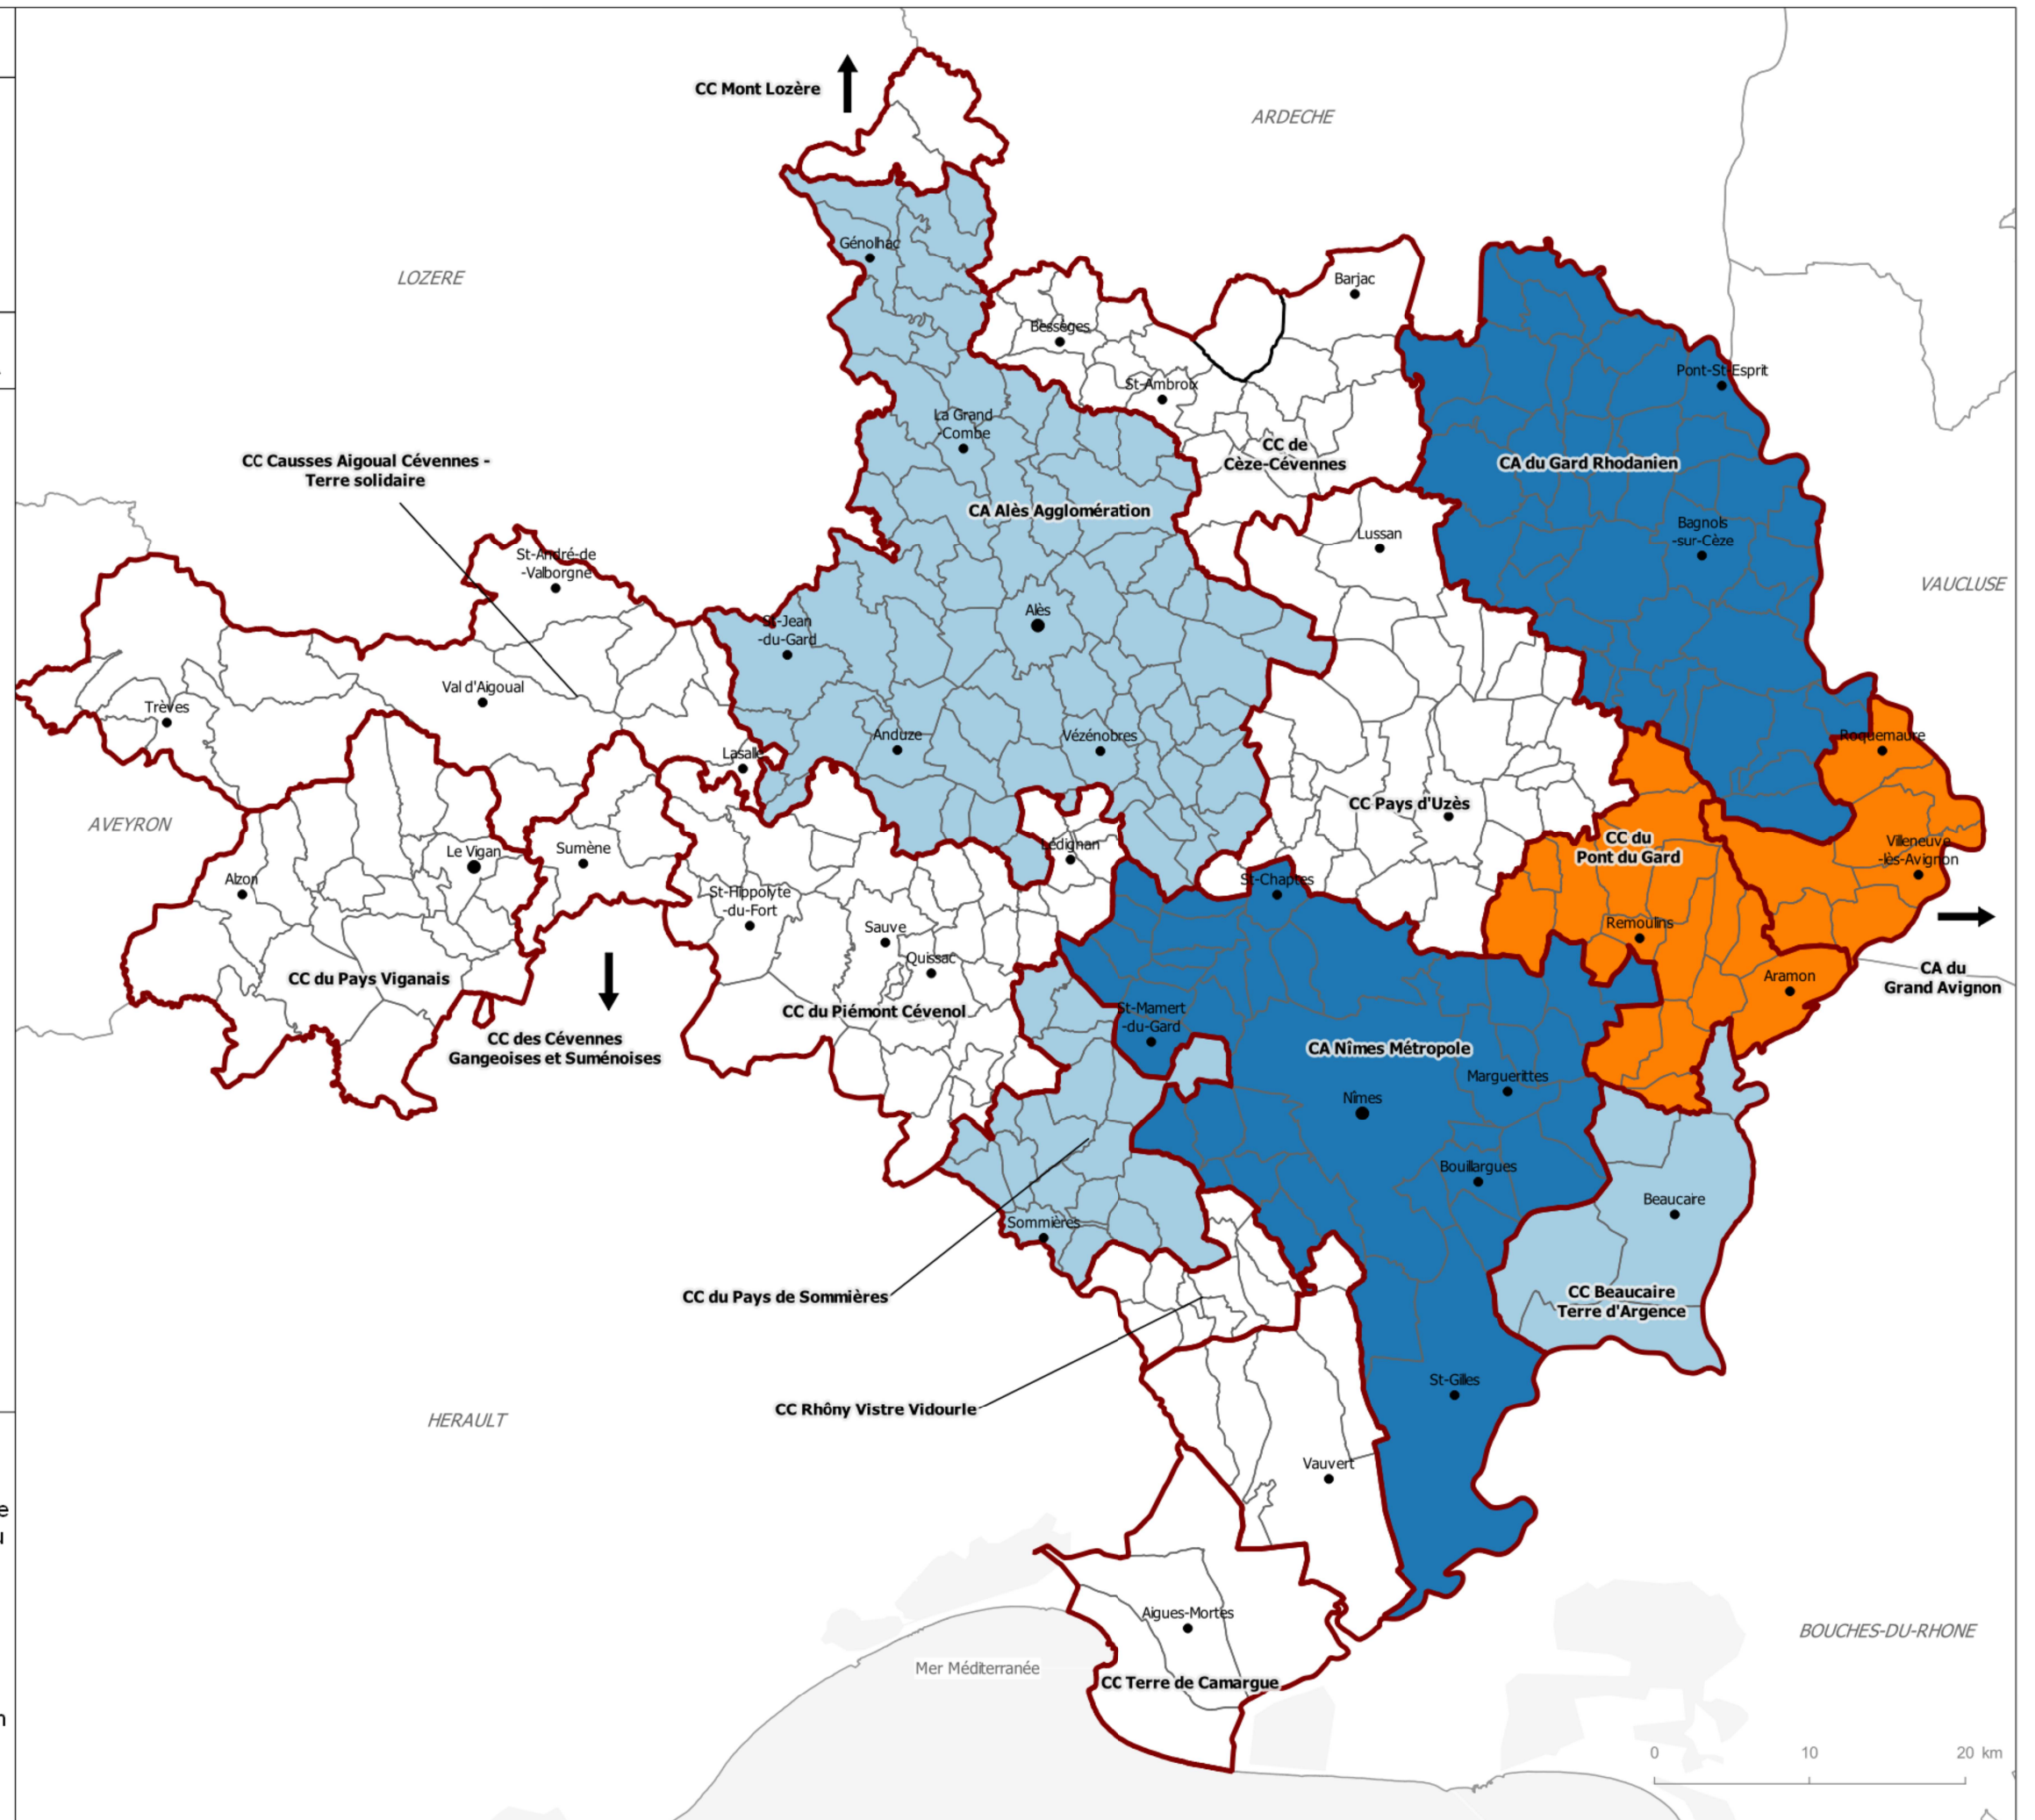 CC Mont Lozère
ARDECHE
LOZERE
Génolhac
Barjac
Bessèges
Pont-St-Esprit
St-Ambroix
La Grand
-Combe
CC de
Cèze-Cévennes
CA du Gard Rhodanien
CC Causses Aigoual Cévennes -
Terre solidaire
CA Alès Agglomération
Bagnols
-sur-Cèze
Lussan
St-André-de
-Valborgne
VAUCLUSE
Alès
St-Jean
-du-Gard
Val d'Aigoual
Trèves
Anduze
Vézénobres
Roquemaure
Lasalle
CC Pays d'Uzès
AVEYRON
CC du
Pont du Gard
Villeneuve
-lès-Avignon
Lédignan
Le Vigan
Sumène
Alzon
St-Chaptes
St-Hippolyte
-du-Fort
Sauve
Remoulins
Quissac
CC du Pays Viganais
Aramon
CA du
Grand Avignon
CC du Piémont Cévenol
St-Mamert
-du-Gard
CC des Cévennes
Gangeoises et Suménoises
CA Nîmes Métropole
Marguerittes
Nîmes
Bouillargues
Beaucaire
Sommières
CC du Pays de Sommières
CC Beaucaire
Terre d'Argence
St-Gilles
CC Rhôny Vistre Vidourle
HERAULT
Vauvert
e
u
Aigues-Mortes
BOUCHES-DU-RHONE
Mer Méditerranée
CC Terre de Camargue
n
0 10 20 km